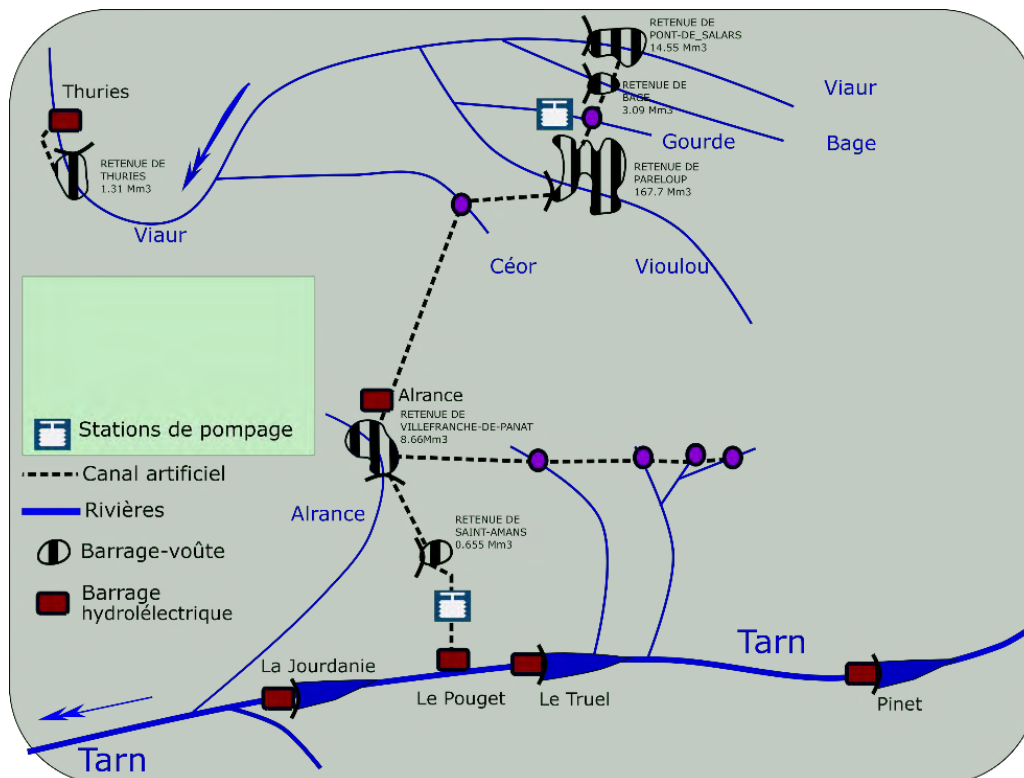 RETENUE DE
PONT-DE_SALARS
14.55 Mm3
Thuries
Viaur
RETENUE DE
BAGE
3.09 MM3
Gourde
Bage
RETENUE DE
THURIES
1.31 Mm3
RETENUE DE
PARELOUP
167.7 Mm3
Viaur
Céor
Vioulou
Alrance
RETENUE DE
VILLEFRANCHE-DE-PANAT
8.66Mm3
Stations de pompage
Canal artificiel
Rivières
Barrage-voûte
Barrage
hydrolélectrique
Alrance
RETENUE DE
SAINT-AMANS
0.655 Mm3
Tarn
La Jourdanie
Le Pouget
Le Truel
Pinet
Tarn